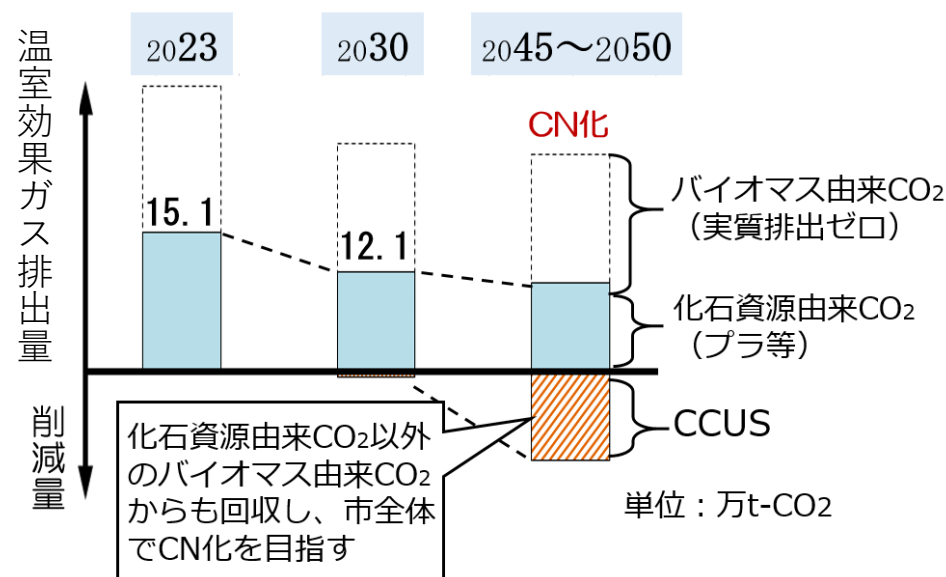 2023
2030
2045～2050
温室効果ガス排出量
削減量
CN化
15.1
12.1
バイオマス由来CO₂
（実質排出ゼロ）
化石資源由来CO₂
（プラ等）
CCUS
化石資源由来CO₂以外
のバイオマス由来CO₂
からも回収し、市全体
でCN化を目指す
単位：万t-CO2